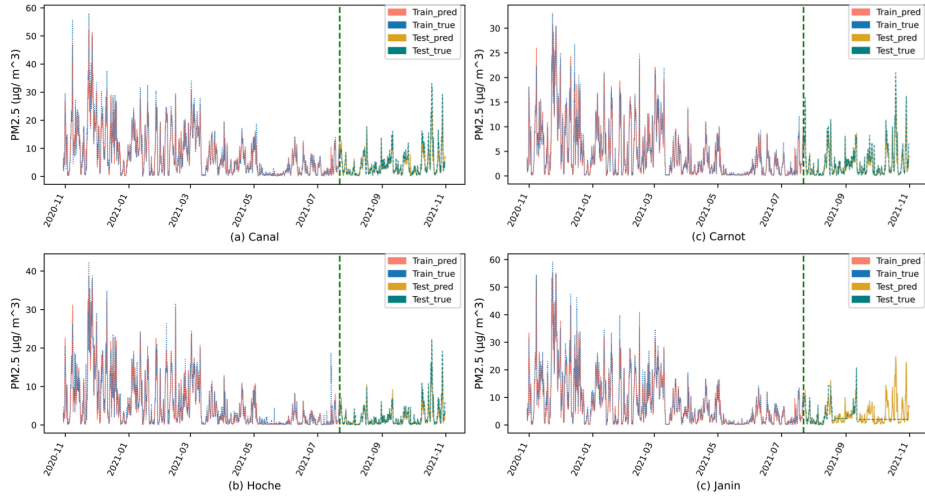 60
50
40
30
20
10
0
PM2.5 (μg/ m^3)
Train_pred
Train_true
Test_pred
Test_true
2020-11
2021-01
2021-03
2021-05
2021-07
2021-09
2021-11
(a) Canal
35
30
25
20
15
10
5
0
PM2.5 (μg/ m^3)
Train_pred
Train_true
Test_pred
Test_true
2020-11
2021-01
2021-03
2021-05
2021-07
2021-09
2021-11
(c) Carnot
40
30
20
10
0
PM2.5 (μg/ m^3)
Train_pred
Train_true
Test_pred
Test_true
2020-11
2021-01
2021-03
2021-05
2021-07
2021-09
2021-11
(b) Hoche
60
50
40
30
20
10
0
PM2.5 (μg/ m^3)
Train_pred
Train_true
Test_pred
Test_true
2020-11
2021-01
2021-03
2021-05
2021-07
2021-09
2021-11
(c) Janin